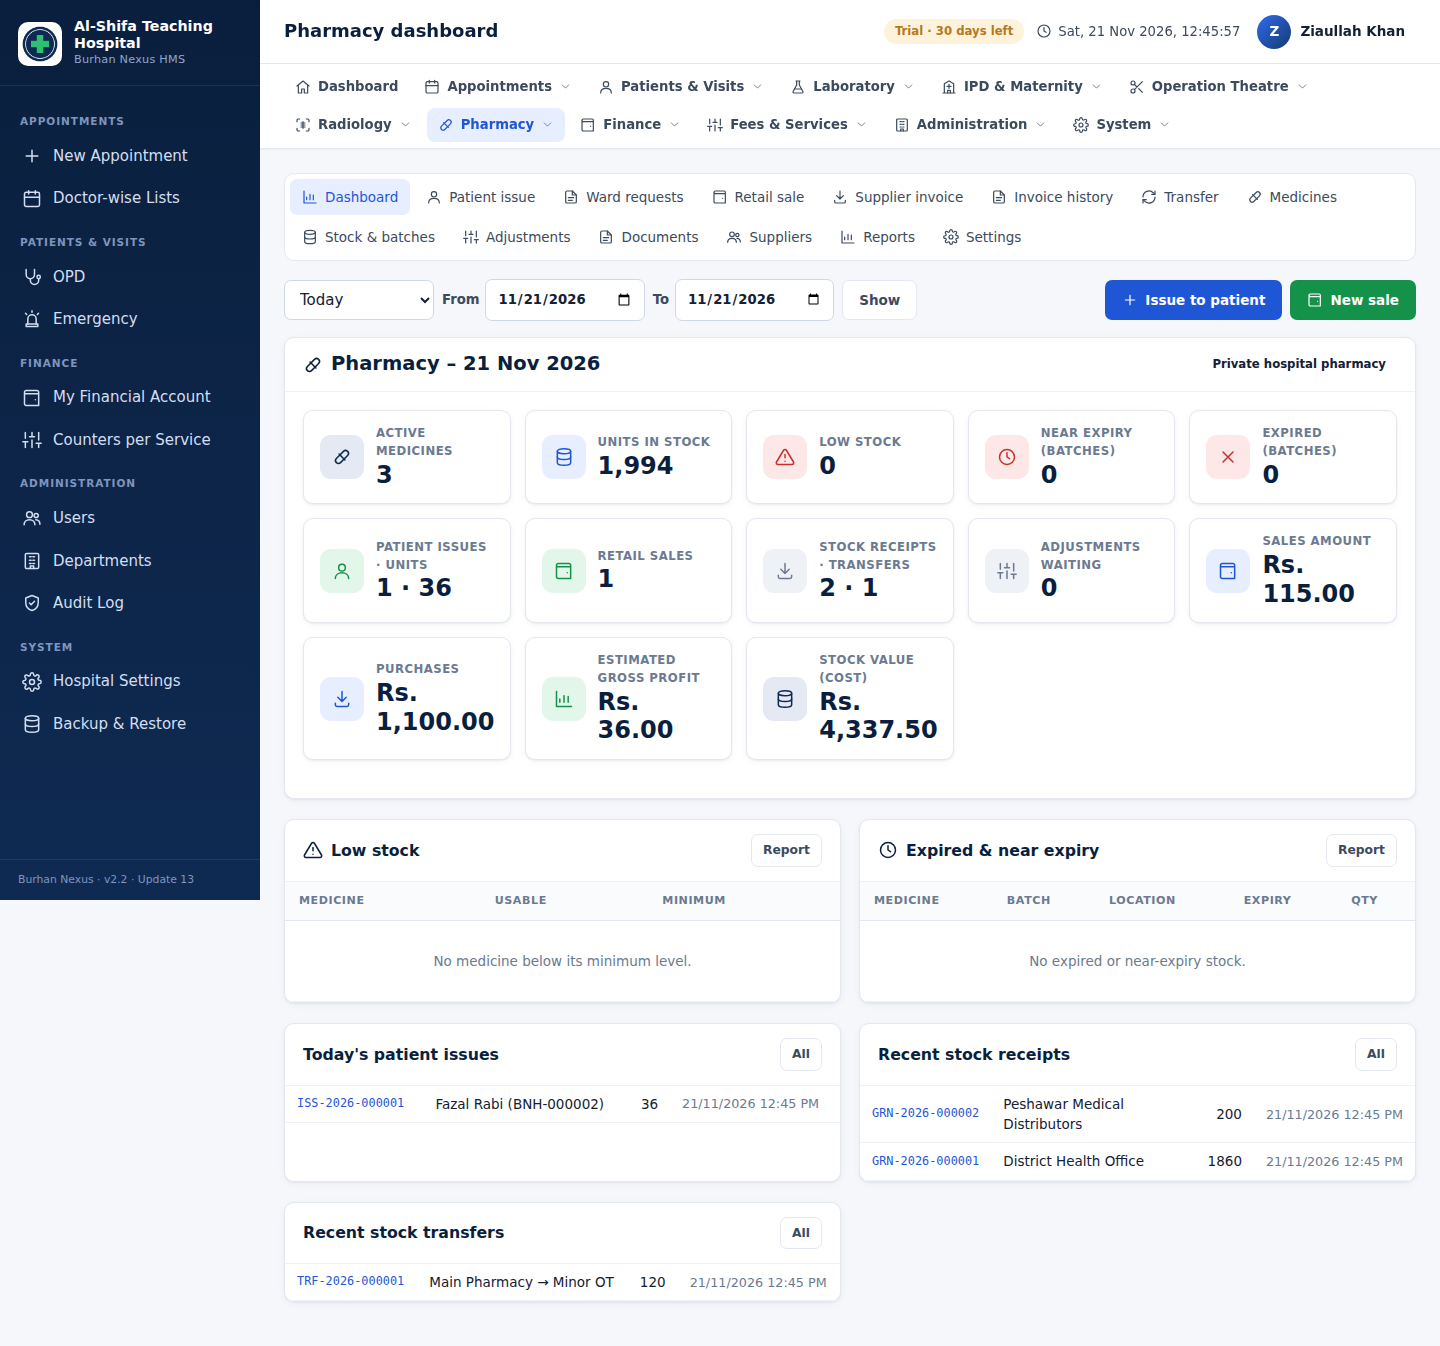 Al-Shifa Teaching
Hospital
Burhan Nexus HMS
Pharmacy dashboard
Trial · 30 days left
Sat, 21 Nov 2026, 12:45:57
Z
Ziaullah Khan
Dashboard
Appointments
Patients & Visits
Laboratory
IPD & Maternity
Operation Theatre
Radiology
Pharmacy
Finance
Fees & Services
Administration
System
APPOINTMENTS
New Appointment
Doctor-wise Lists
PATIENTS & VISITS
OPD
Emergency
FINANCE
My Financial Account
Counters per Service
ADMINISTRATION
Users
Departments
Audit Log
SYSTEM
Hospital Settings
Backup & Restore
Burhan Nexus · v2.2 · Update 13
Dashboard
Patient issue
Ward requests
Retail sale
Supplier invoice
Invoice history
Transfer
Medicines
Stock & batches
Adjustments
Documents
Suppliers
Reports
Settings
Today
From
11/21/2026
To
11/21/2026
Show
Issue to patient
New sale
Pharmacy – 21 Nov 2026
Private hospital pharmacy
ACTIVE
MEDICINES
3
UNITS IN STOCK
1,994
LOW STOCK
0
NEAR EXPIRY
(BATCHES)
0
EXPIRED
(BATCHES)
0
PATIENT ISSUES
· UNITS
1 · 36
RETAIL SALES
1
STOCK RECEIPTS
· TRANSFERS
2 · 1
ADJUSTMENTS
WAITING
0
SALES AMOUNT
Rs.
115.00
PURCHASES
Rs.
1,100.00
ESTIMATED
GROSS PROFIT
Rs.
36.00
STOCK VALUE
(COST)
Rs.
4,337.50
Low stock
Report
MEDICINE USABLE MINIMUM
No medicine below its minimum level.
Expired & near expiry
Report
MEDICINE BATCH LOCATION EXPIRY QTY
No expired or near-expiry stock.
Today's patient issues
All
ISS-2026-000001 Fazal Rabi (BNH-000002) 36 21/11/2026 12:45 PM
Recent stock receipts
All
GRN-2026-000002 Peshawar Medical
Distributors 200 21/11/2026 12:45 PM
GRN-2026-000001 District Health Office 1860 21/11/2026 12:45 PM
Recent stock transfers
All
TRF-2026-000001 Main Pharmacy → Minor OT 120 21/11/2026 12:45 PM